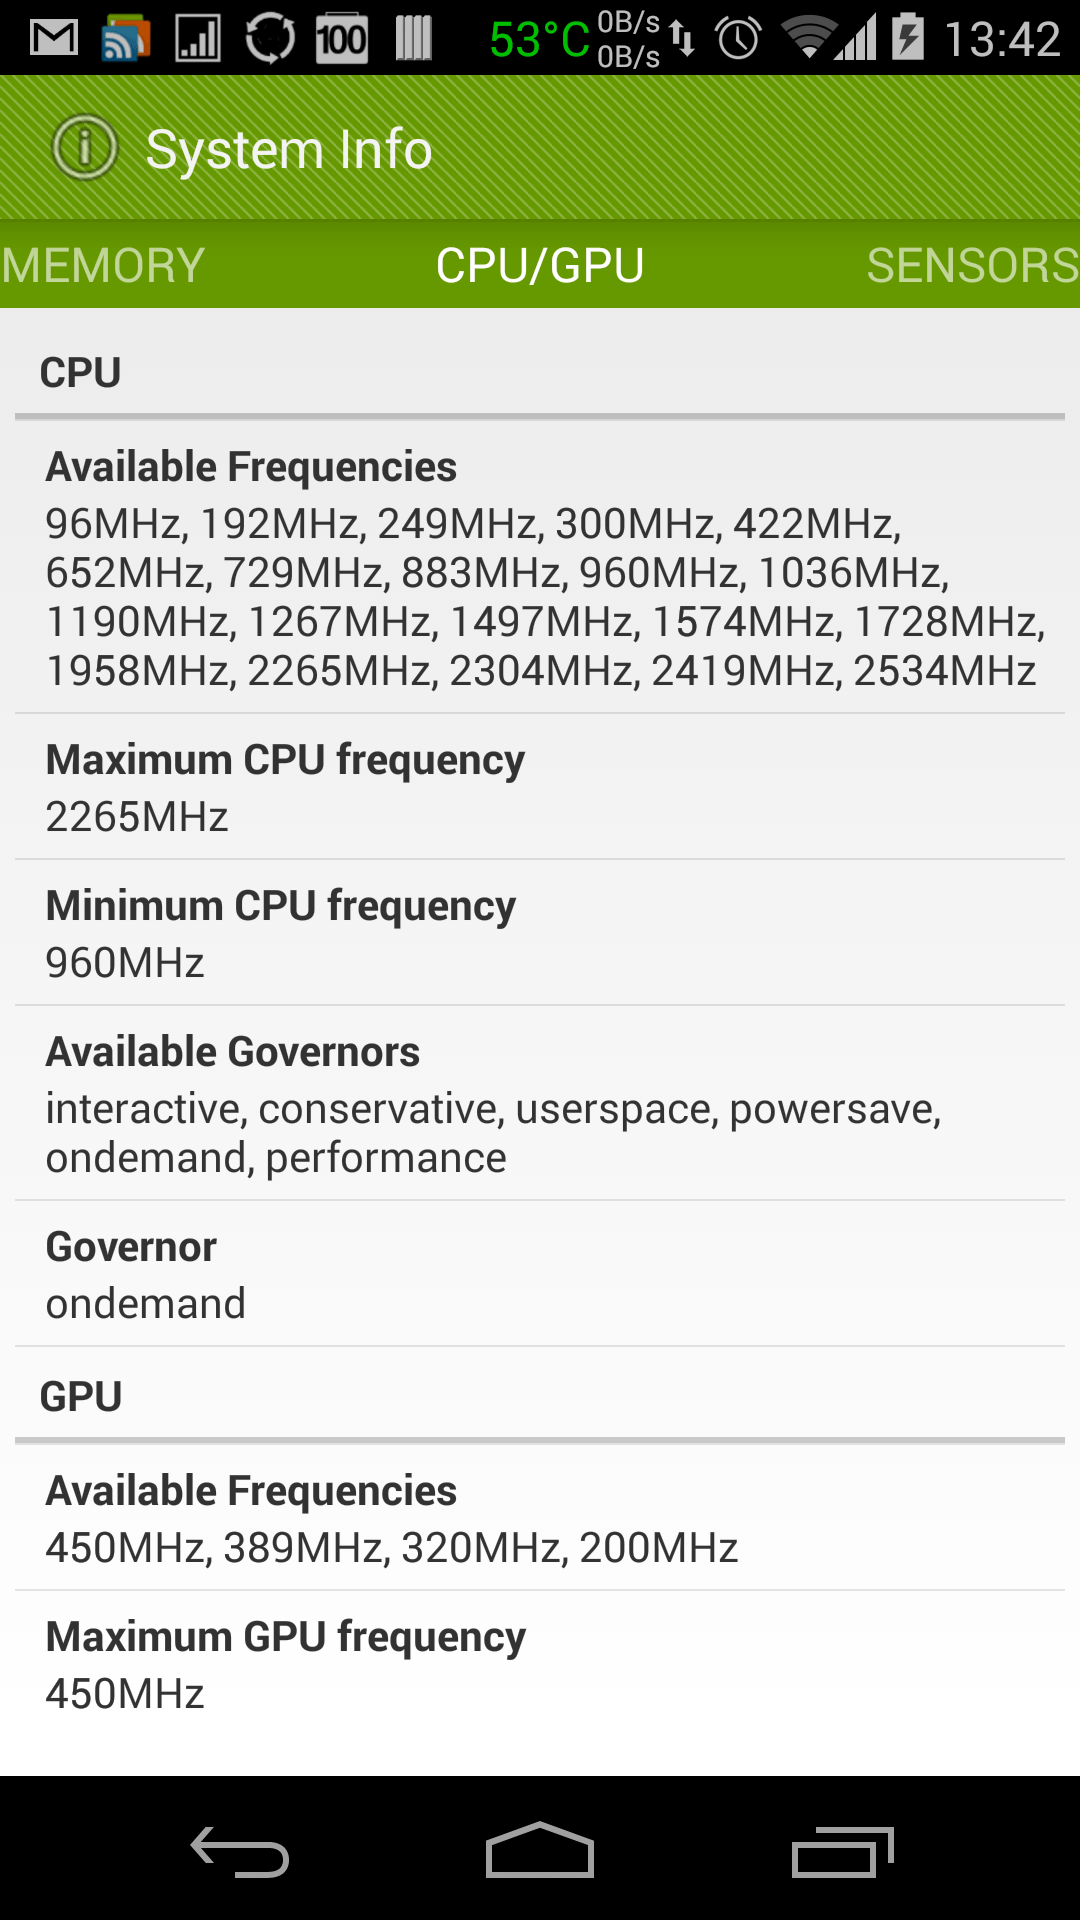 100 53°C 0B/s 13:42
0B/s
System Info
MEMORY CPU/GPU SENSORS
CPU
Available Frequencies
96MHz, 192MHz, 249MHz, 300MHz, 422MHz,
652MHz, 729MHz, 883MHz, 960MHz, 1036MHz,
1190MHz, 1267MHz, 1497MHz, 1574MHz, 1728MHz,
1958MHz, 2265MHz, 2304MHz, 2419MHz, 2534MHz
Maximum CPU frequency
2265MHz
Minimum CPU frequency
960MHz
Available Governors
interactive, conservative, userspace, powersave,
ondemand, performance
Governor
ondemand
GPU
Available Frequencies
450MHz, 389MHz, 320MHz, 200MHz
Maximum GPU frequency
450MHz